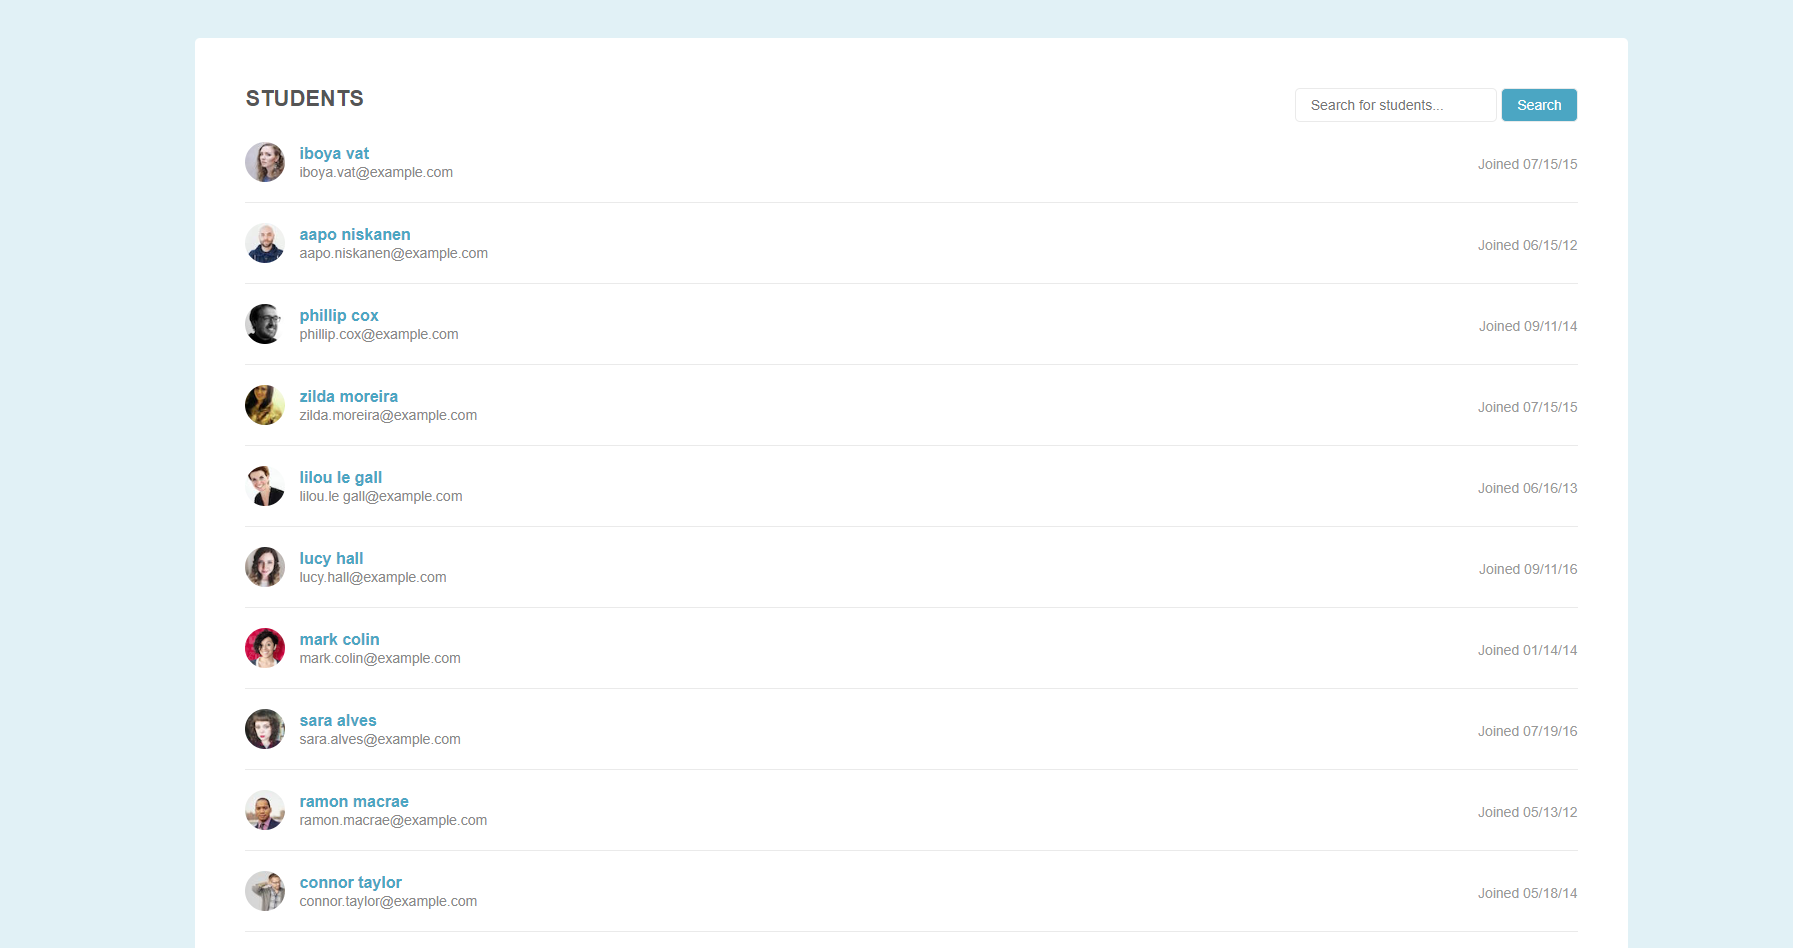 STUDENTS
Search for students...
Search
iboya vat
iboya.vat@example.com
Joined 07/15/15
aapo niskanen
aapo.niskanen@example.com
Joined 06/15/12
phillip cox
phillip.cox@example.com
Joined 09/11/14
zilda moreira
zilda.moreira@example.com
Joined 07/15/15
lilou le gall
lilou.le gall@example.com
Joined 06/16/13
lucy hall
lucy.hall@example.com
Joined 09/11/16
mark colin
mark.colin@example.com
Joined 01/14/14
sara alves
sara.alves@example.com
Joined 07/19/16
ramon macrae
ramon.macrae@example.com
Joined 05/13/12
connor taylor
connor.taylor@example.com
Joined 05/18/14